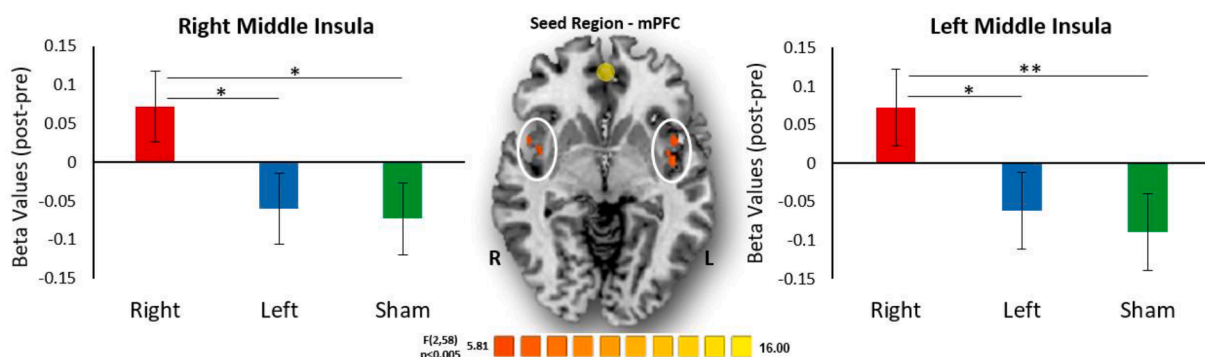 Right Middle Insula
0.15
0.1
0.05
0
-0.05
-0.1
-0.15
Beta Values (post-pre)
*
*
Right Left Sham
Seed Region - mPFC
R L
F(2,58)
p<0.005
5.81 16.00
Left Middle Insula
0.15
0.1
0.05
0
-0.05
-0.1
-0.15
Beta Values (post-pre)
**
*
Right Left Sham